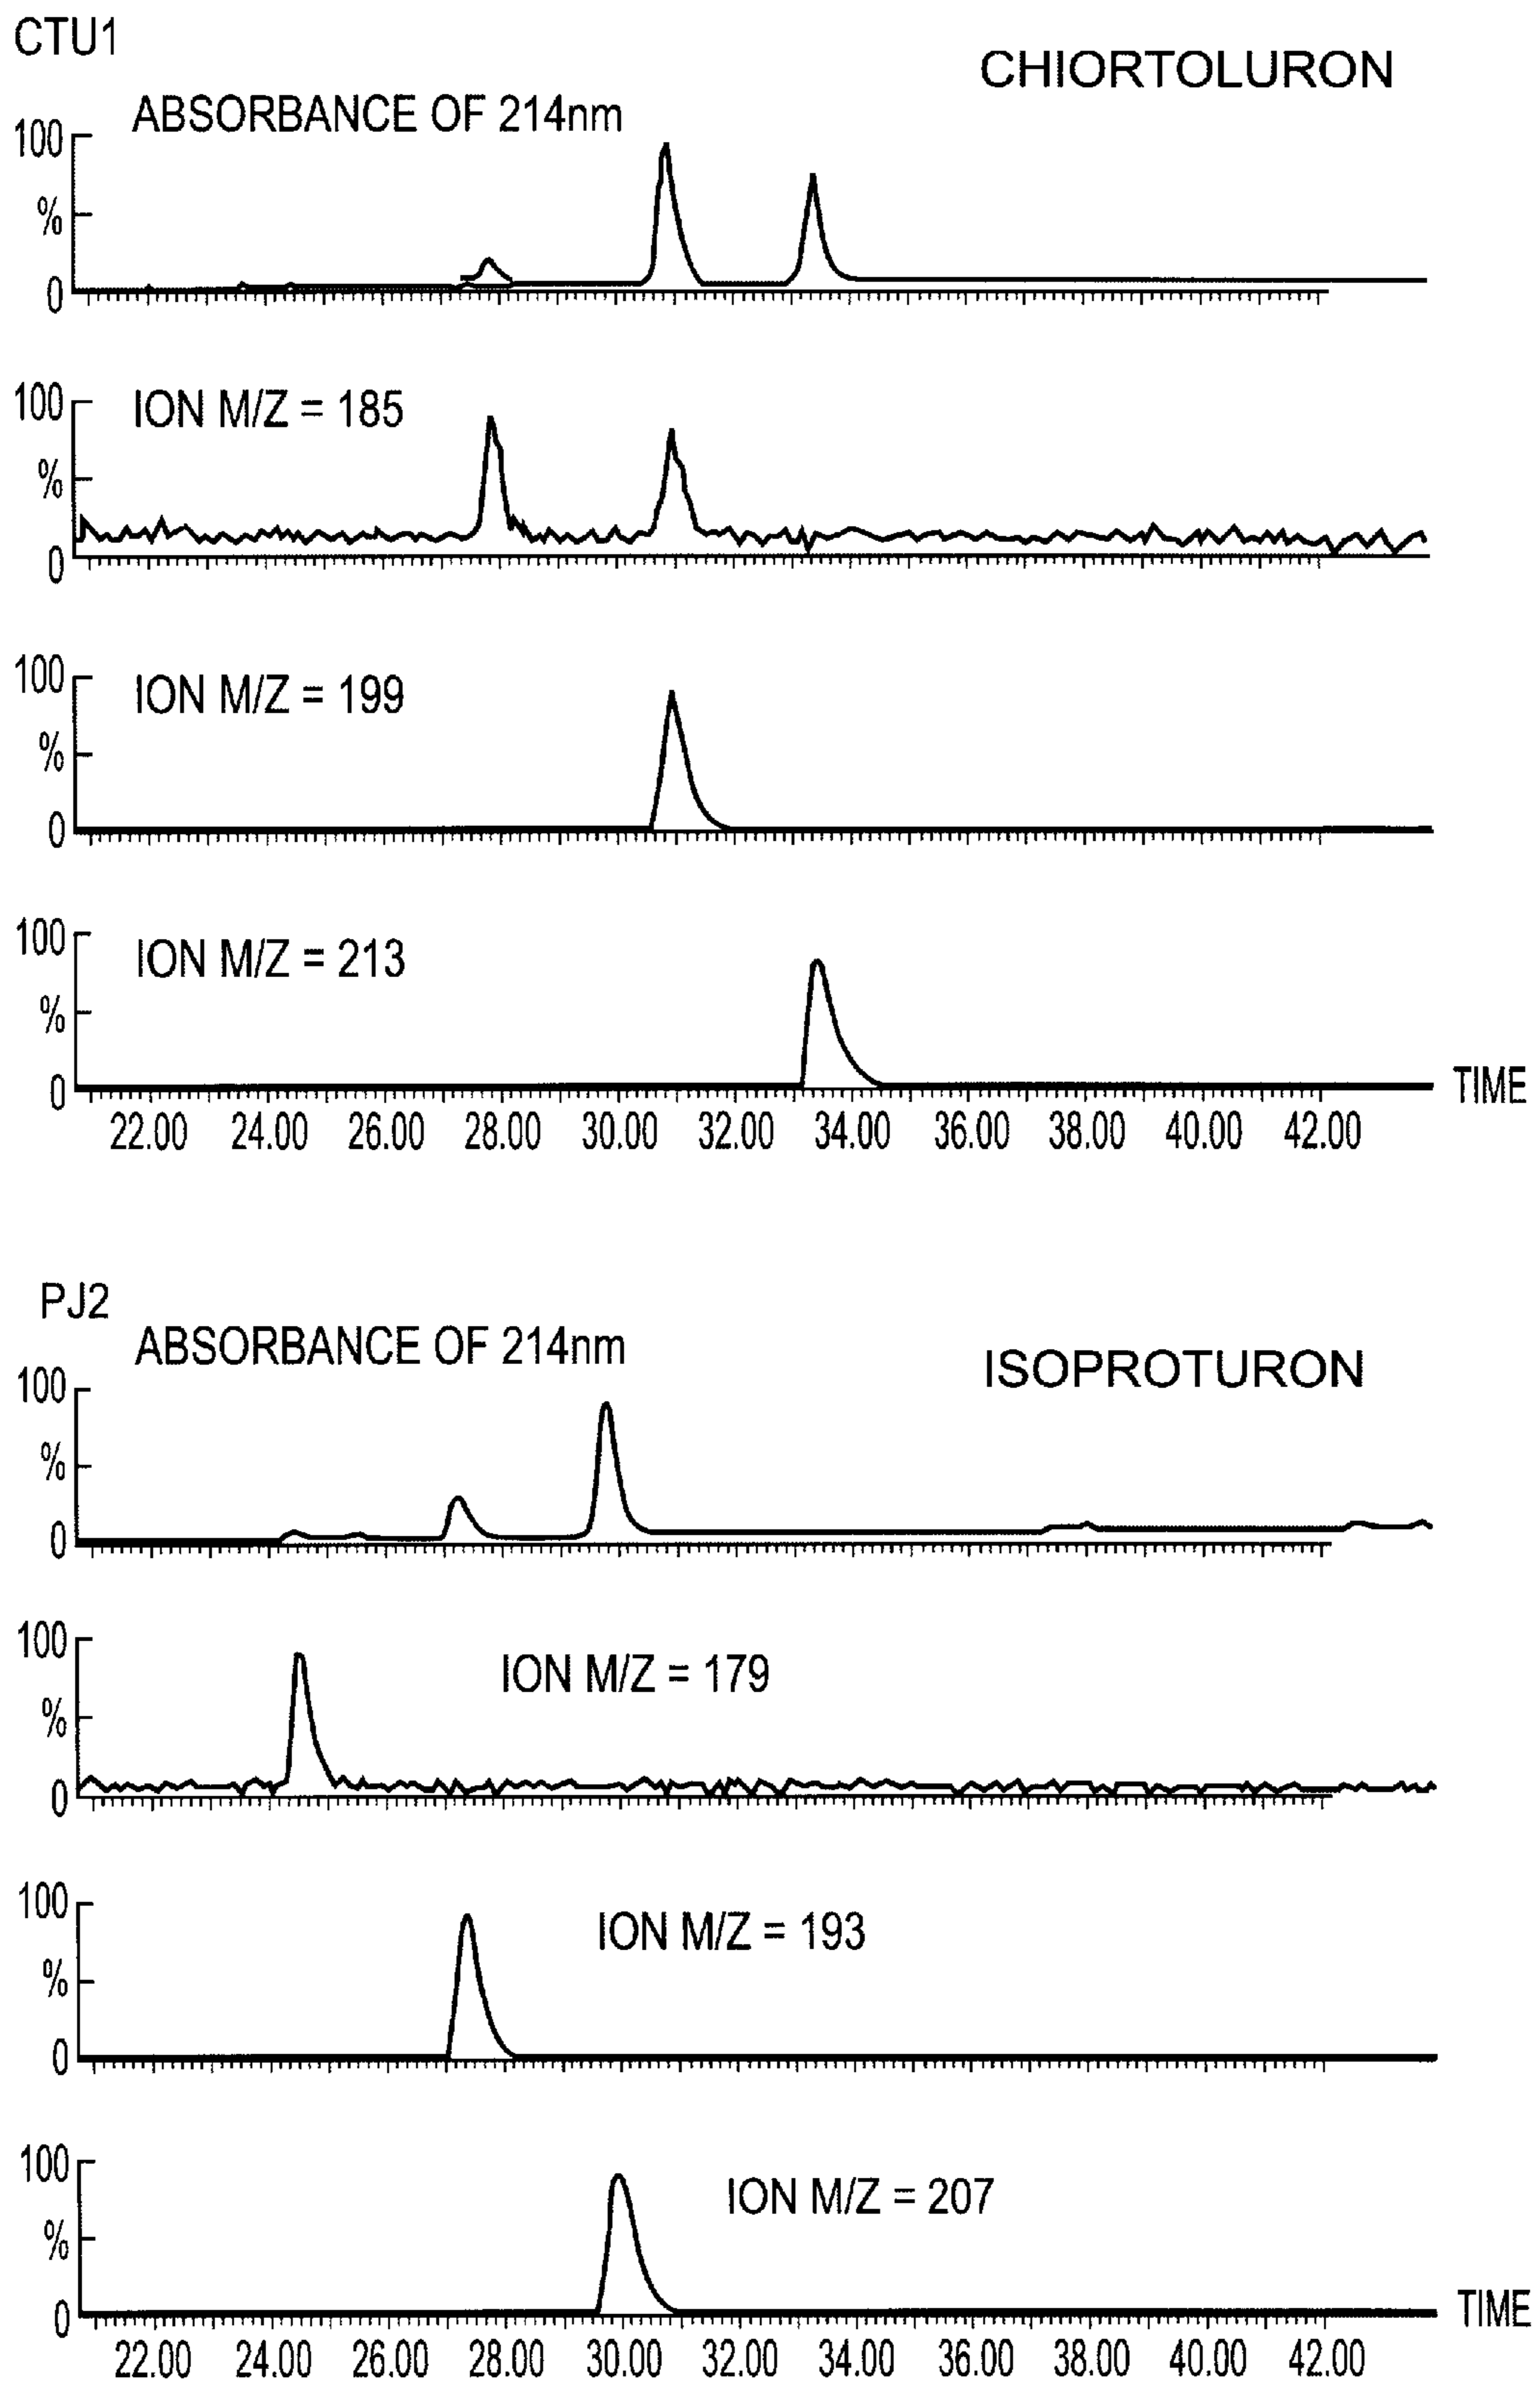 CTU1
CHIORTOLURON
ABSORBANCE OF 214nm
100
%
0
ION M/Z = 185
100
%
0
ION M/Z = 199
100
%
0
ION M/Z = 213
100
%
0
TIME
22.00 24.00 26.00 28.00 30.00 32.00 34.00 36.00 38.00 40.00 42.00
PJ2
ABSORBANCE OF 214nm
ISOPROTURON
100
%
0
ION M/Z = 179
100
%
0
ION M/Z = 193
100
%
0
ION M/Z = 207
100
%
0
TIME
22.00 24.00 26.00 28.00 30.00 32.00 34.00 36.00 38.00 40.00 42.00